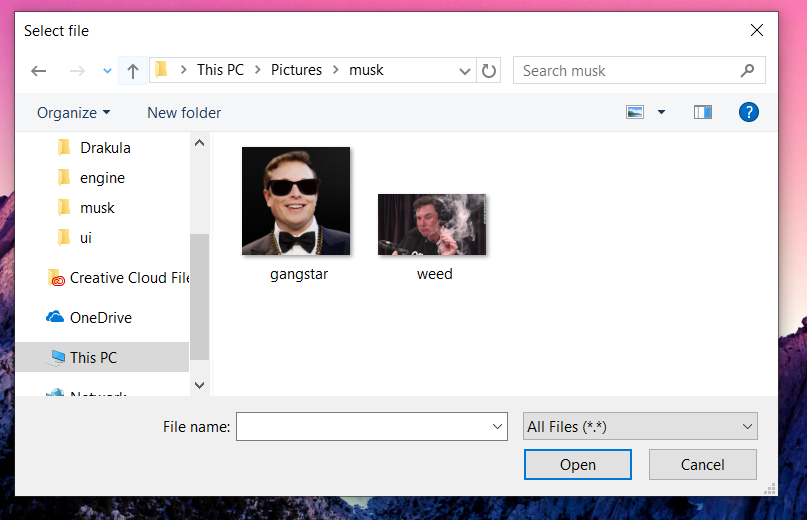 Select file
This PC
Pictures
musk
Search musk
Organize
New folder
?
Drakula
engine
musk
ui
Creative Cloud File
OneDrive
This PC
Network
gangstar
weed
File name:
All Files (*.*)
Open
Cancel